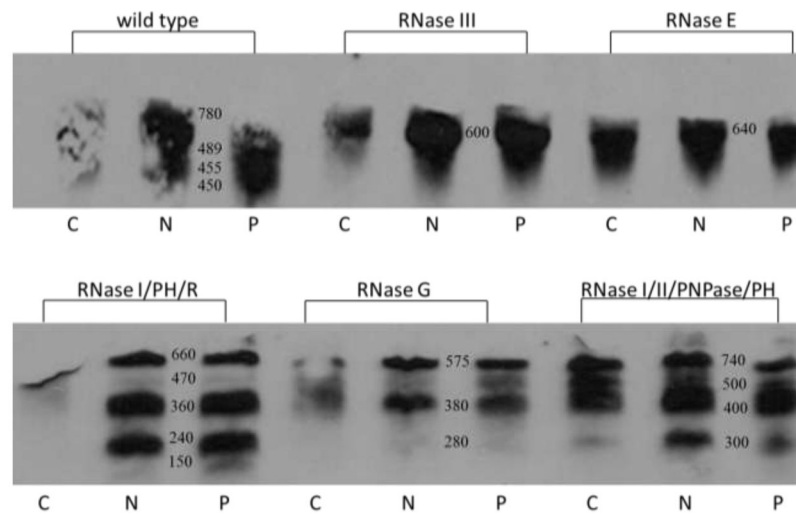 wild type RNase III RNase E
780
600 640
489
455
450
C N P C N P C N P
RNase I/PH/R RNase G RNase I/II/PNPase/PH
660 575 740
470 500
360 380 400
240 280 300
150
C N P C N P C N P